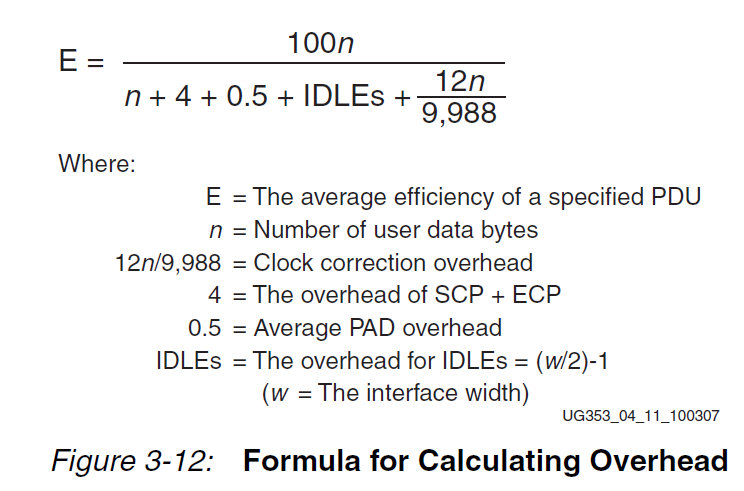 E = 100n
n + 4 + 0.5 + IDLEs + 12n
9,988
Where:
E = The average efficiency of a specified PDU
n = Number of user data bytes
12n/9,988 = Clock correction overhead
4 = The overhead of SCP + ECP
0.5 = Average PAD overhead
IDLEs = The overhead for IDLEs = (w/2)-1
(w = The interface width)
UG353_04_11_100307
Figure 3-12: Formula for Calculating Overhead